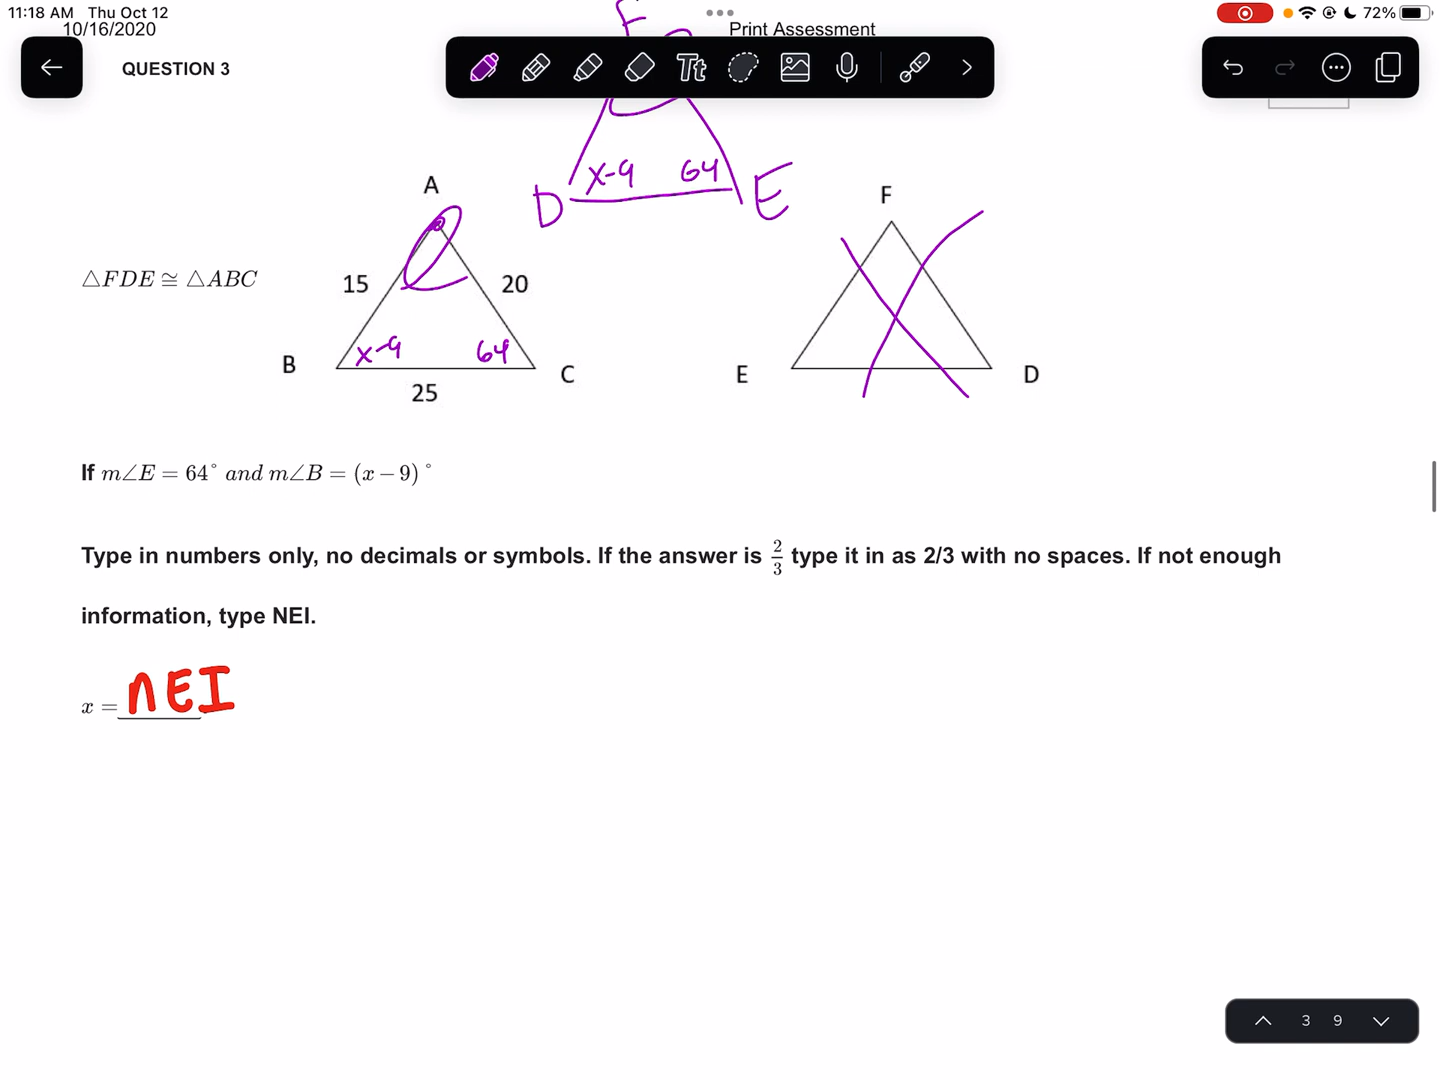 11:18 AM Thu Oct 12
72%
10/16/2020
Print Assessment
QUESTION 3
Tt
x-9 64
D E
A
F
△FDE ≅ △ABC
15 20
x-9 64
B C
25
E D
If m∠E = 64° and m∠B = (x − 9)°
Type in numbers only, no decimals or symbols. If the answer is 2/3 type it in as 2/3 with no spaces. If not enough
information, type NEI.
x = NEI
3 9